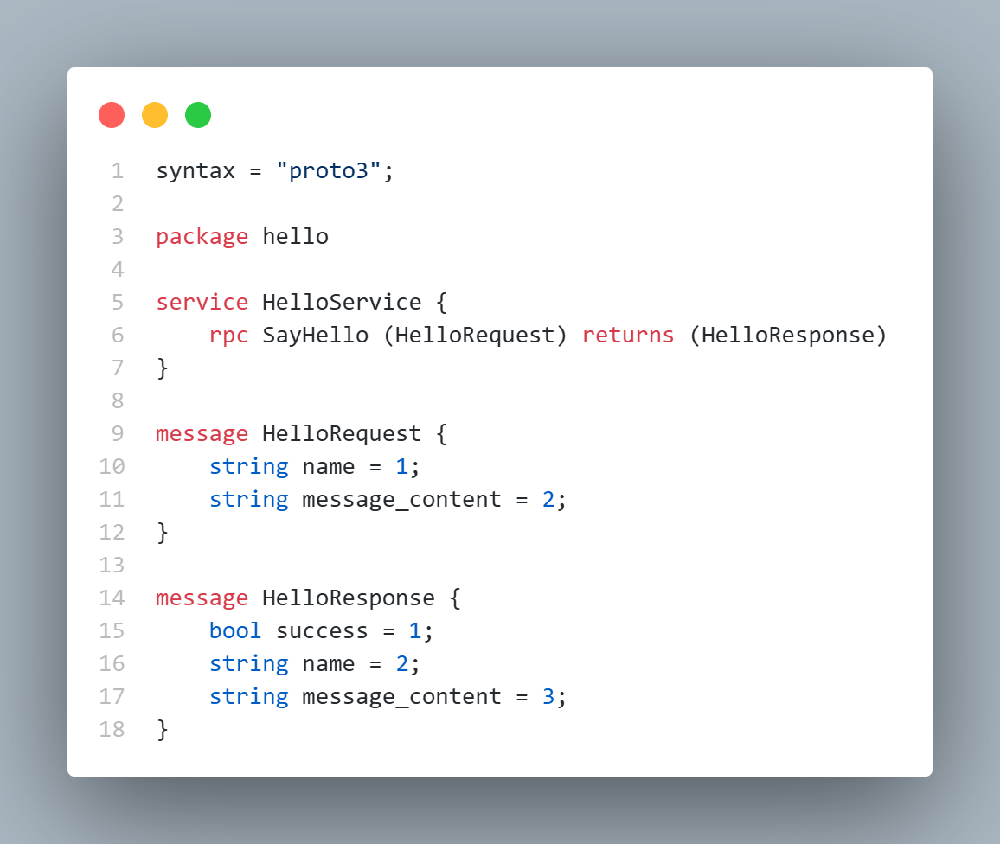 1 syntax = "proto3";
2
3 package hello
4
5 service HelloService {
6     rpc SayHello (HelloRequest) returns (HelloResponse)
7 }
8
9 message HelloRequest {
10     string name = 1;
11     string message_content = 2;
12 }
13
14 message HelloResponse {
15     bool success = 1;
16     string name = 2;
17     string message_content = 3;
18 }